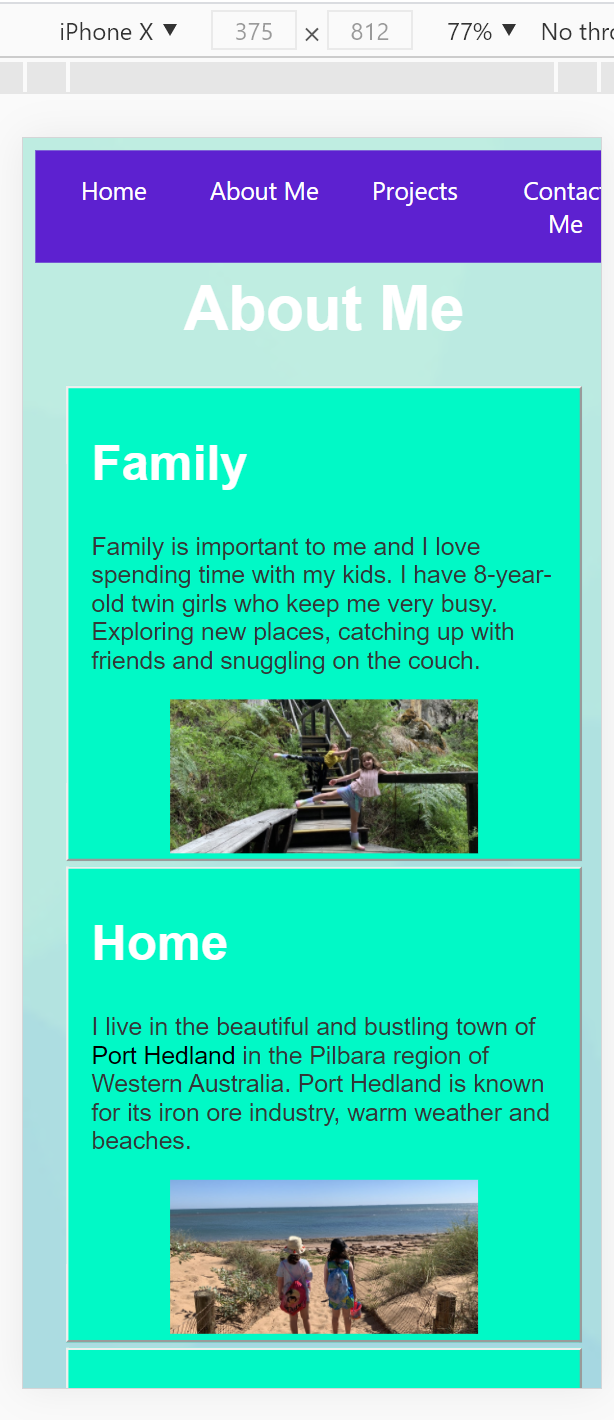 iPhone X ▼ 375 × 812 77% ▼ No thro
Home About Me Projects Contact
Me
About Me
Family
Family is important to me and I love
spending time with my kids. I have 8-year-
old twin girls who keep me very busy.
Exploring new places, catching up with
friends and snuggling on the couch.
Home
I live in the beautiful and bustling town of
Port Hedland in the Pilbara region of
Western Australia. Port Hedland is known
for its iron ore industry, warm weather and
beaches.